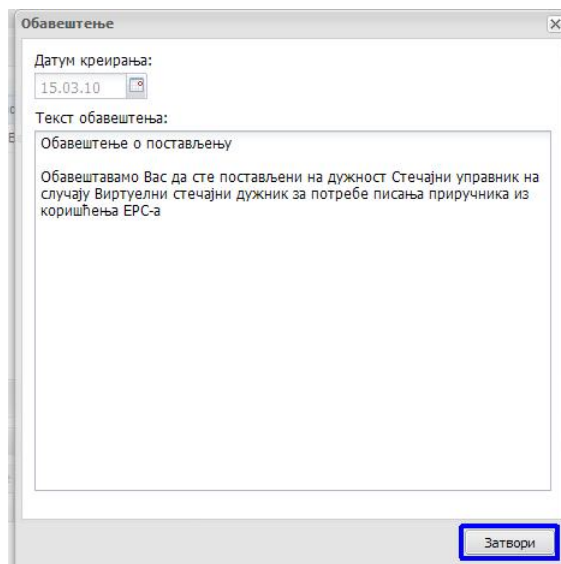 Обавештење
Датум креирања:
15.03.10
Текст обавештења:
Обавештење о постављењу
Обавештавамо Вас да сте постављени на дужност Стечајни управник на
случају Виртуелни стечајни дужник за потребе писања приручника из
коришћења ЕРС-а
Затвори